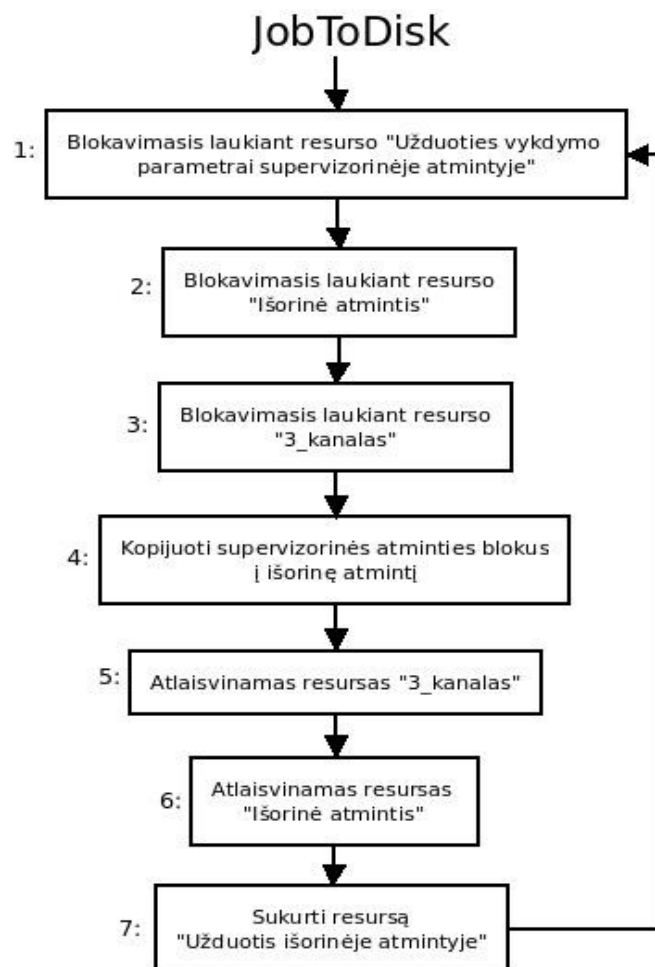 JobToDisk
1: Blokavimasis laukiant resurso "Užduoties vykdymo
parametrai supervizorinėje atmintyje"
2: Blokavimasis laukiant resurso
"Išorinė atmintis"
3: Blokavimasis laukiant resurso
"3_kanalas"
4: Kopijuoti supervizorinės atminties blokus
į išorinę atmintį
5: Atlaisvinamas resursas "3_kanalas"
6: Atlaisvinamas resursas
"Išorinė atmintis"
7: Sukurti resursą
"Užduotis išorinėje atmintyje"